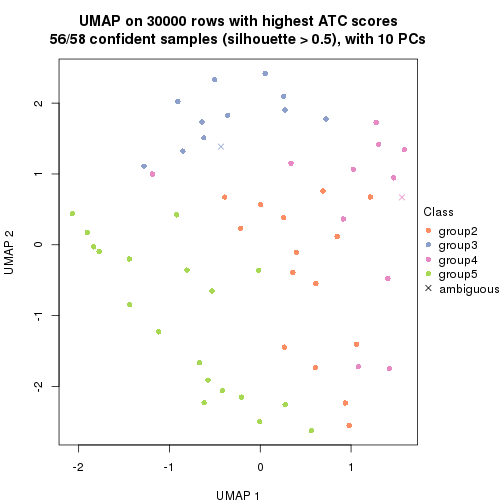 UMAP on 30000 rows with highest ATC scores
56/58 confident samples (silhouette > 0.5), with 10 PCs
2
1
0
-1
-2
UMAP 2
-2
-1
0
1
UMAP 1
Class
group2
group3
group4
group5
ambiguous